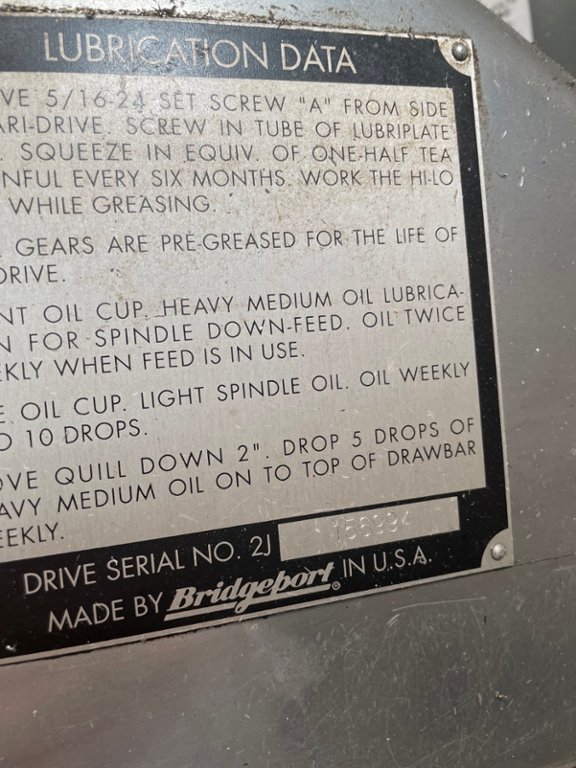 LUBRICATION DATA
VE 5/16-24 SET SCREW "A" FROM SIDE
ARI-DRIVE. SCREW IN TUBE OF LUBRIPLATE
. SQUEEZE IN EQUIV. OF ONE-HALF TEA
NFUL EVERY SIX MONTHS. WORK THE HI-LO
WHILE GREASING.
GEARS ARE PRE-GREASED FOR THE LIFE OF
DRIVE.
NT OIL CUP. HEAVY MEDIUM OIL LUBRICA-
N FOR SPINDLE DOWN-FEED. OIL TWICE
EKLY WHEN FEED IS IN USE.
E. OIL CUP. LIGHT SPINDLE OIL. OIL WEEKLY
O 10 DROPS.
OVE QUILL DOWN 2". DROP 5 DROPS OF
EAVY MEDIUM OIL ON TO TOP OF DRAWBAR
EEKLY.
DRIVE SERIAL NO. 2J 156994
MADE BY Bridgeport® IN U.S.A.